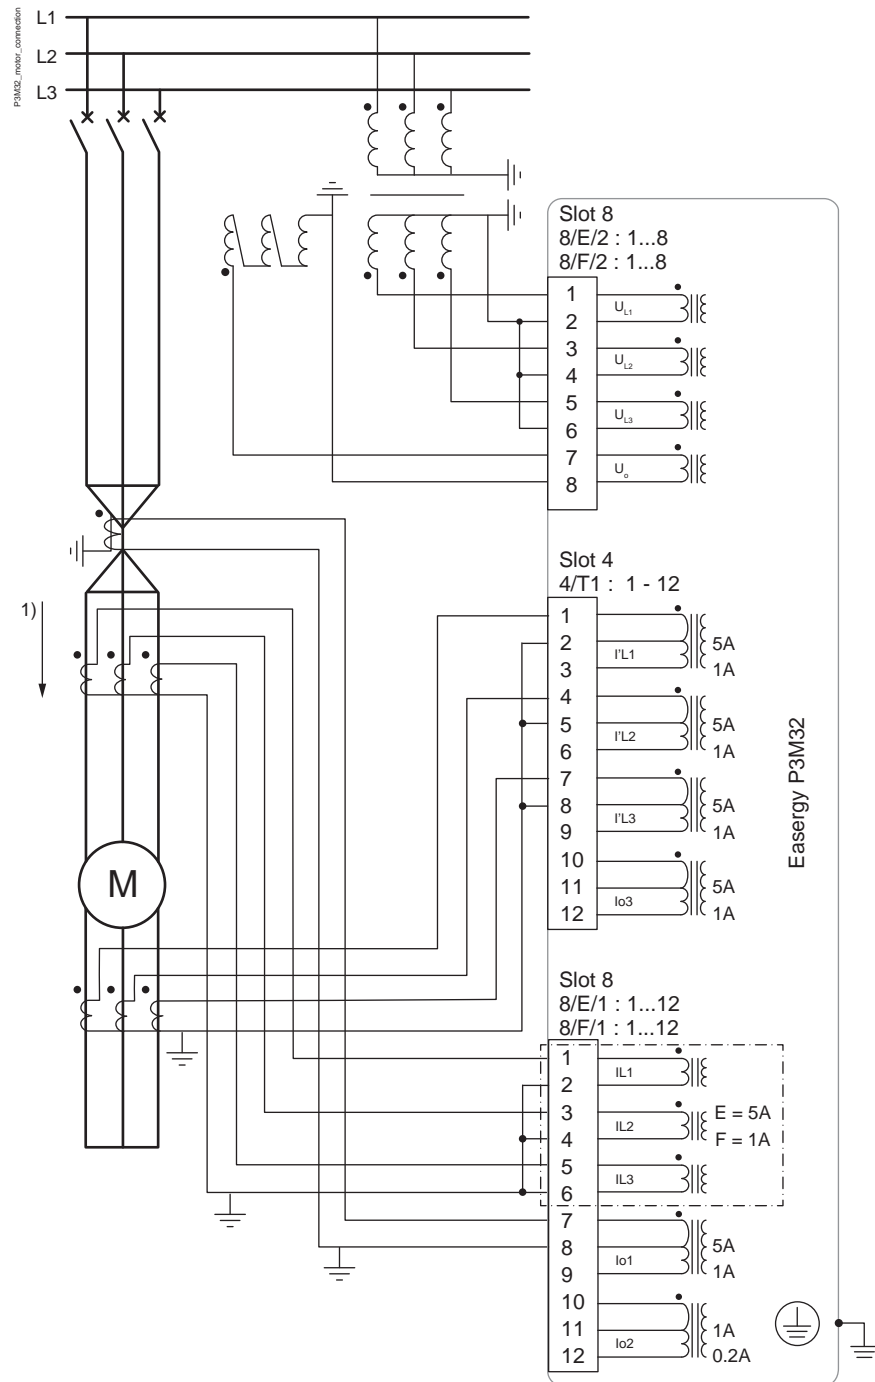 P3M32_motor_connection
L1
L2
L3
Slot 8
8/E/2 : 1...8
8/F/2 : 1...8
1
2
3
4
5
6
7
8
UL1
UL2
UL3
Uo
Slot 4
4/T1 : 1 - 12
1
2
3
4
5
6
7
8
9
10
11
12
I'L1
5A
1A
I'L2
5A
1A
I'L3
5A
1A
Io3
5A
1A
Easergy P3M32
1)
M
Slot 8
8/E/1 : 1...12
8/F/1 : 1...12
1
2
3
4
5
6
7
8
9
10
11
12
IL1
IL2
E = 5A
F = 1A
IL3
Io1
5A
1A
Io2
1A
0.2A